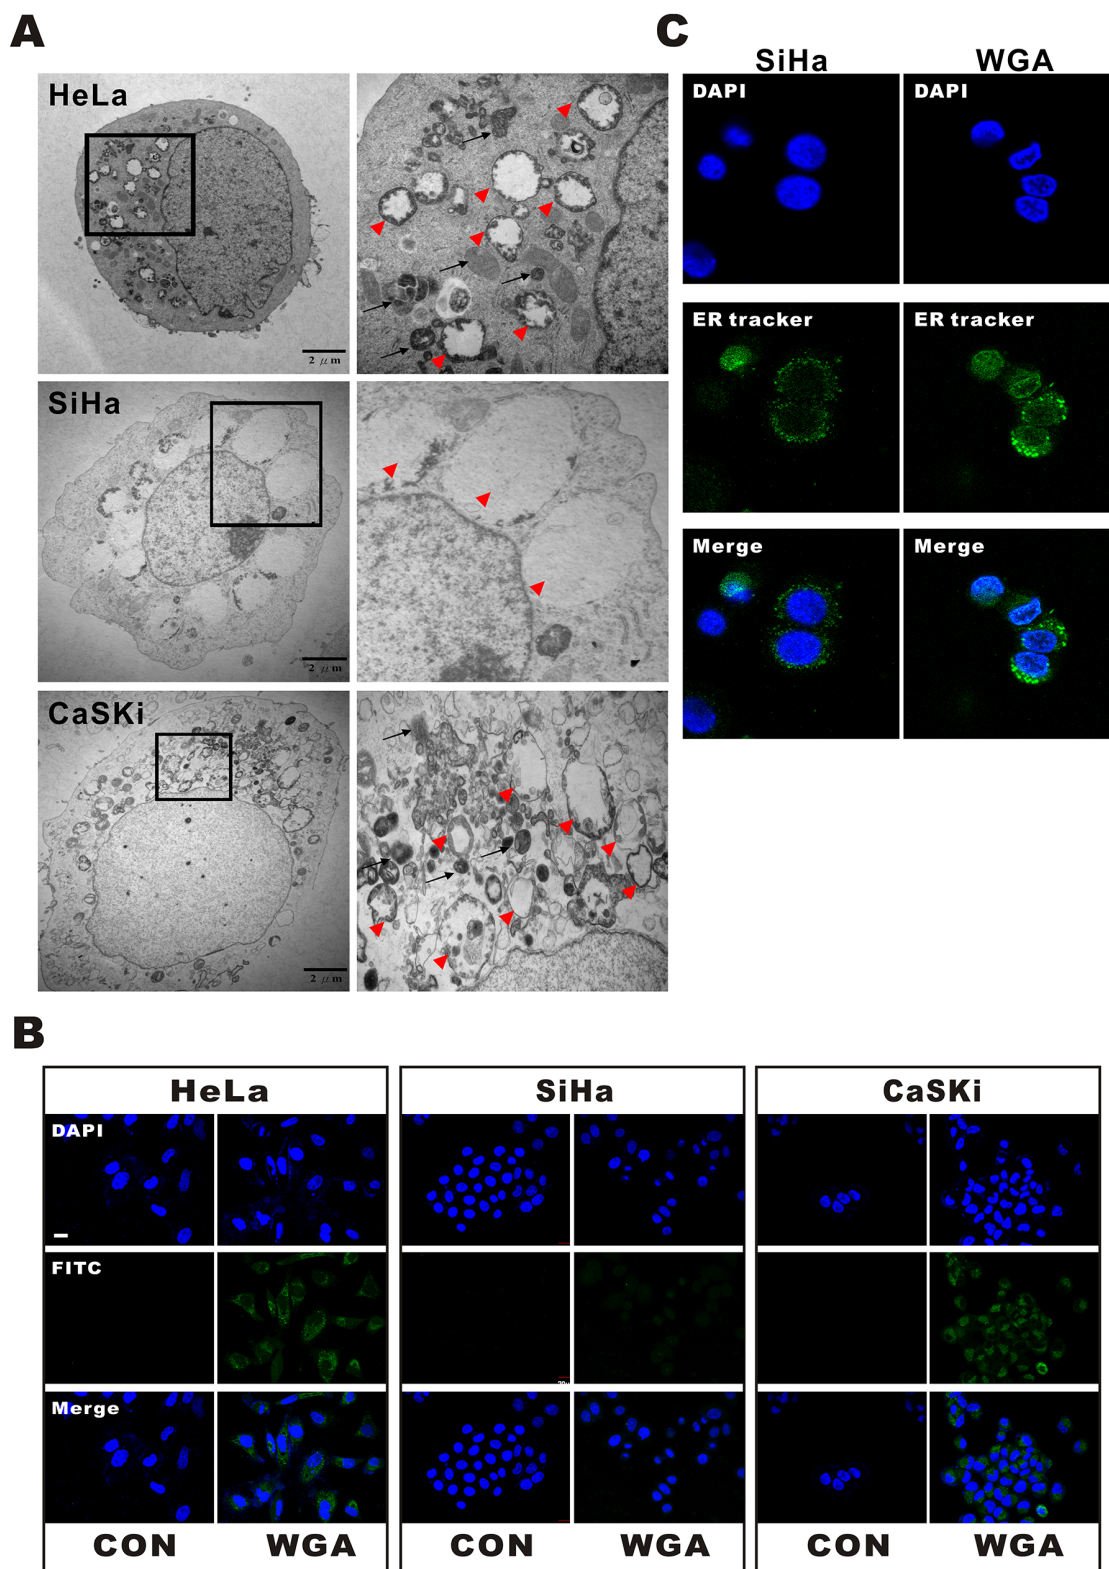 A
HeLa
2 μm
SiHa
2 μm
CaSKi
2 μm
C
SiHa
WGA
DAPI
DAPI
ER tracker
ER tracker
Merge
Merge
B
HeLa
SiHa
CaSKi
DAPI
FITC
Merge
CON
WGA
CON
WGA
CON
WGA